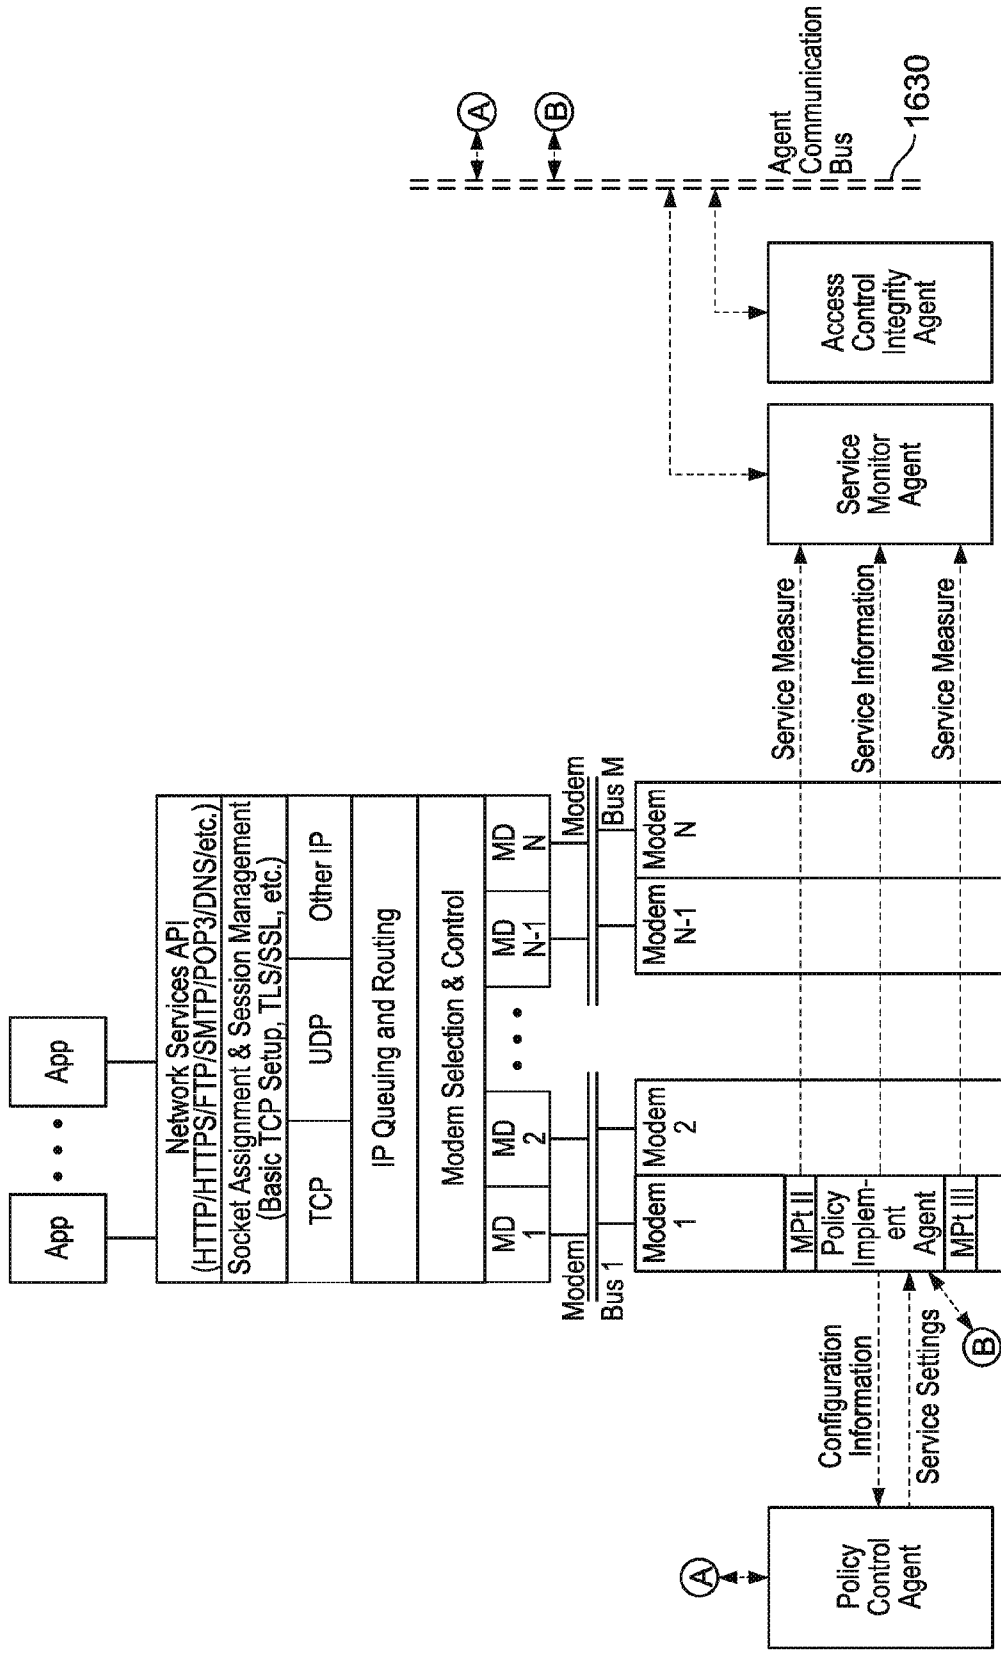 App
App
Network Services API
(HTTP/HTTPS/FTP/SMTP/POP3/DNS/etc.)
Socket Assignment & Session Management
(Basic TCP Setup, TLS/SSL, etc.)
TCP
UDP
Other IP
IP Queuing and Routing
Modem Selection & Control
MD
1
MD
2
MD
N-1
MD
N
Modem
Bus 1
Modem
Bus M
Modem
1
Modem
2
Modem
N-1
Modem
N
MPt II
Policy
Implem-
ent
Agent
MPt III
Policy
Control
Agent
A
Configuration
Information
Service Settings
B
Service Measure
Service Information
Service Measure
Service
Monitor
Agent
Access
Control
Integrity
Agent
A
B
Agent
Communication
Bus
1630